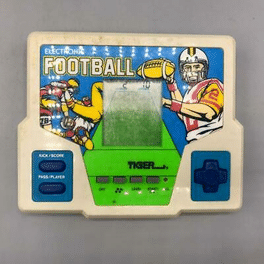 ELECTRONIC
FOOTBALL
KICK/SCORE
PASS/PLAYER
TIGER